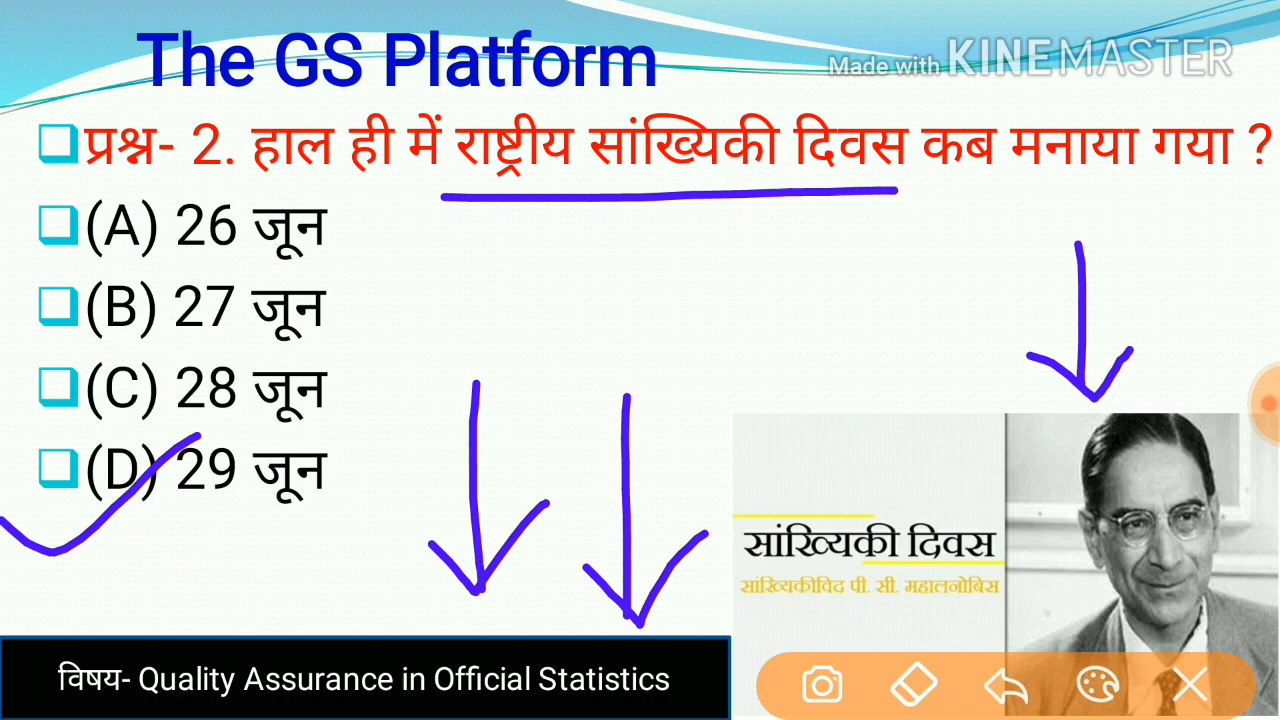 The GS Platform
Made with KINEMASTER
प्रश्न- 2. हाल ही में राष्ट्रीय सांख्यिकी दिवस कब मनाया गया ?
(A) 26 जून
(B) 27 जून
(C) 28 जून
(D) 29 जून
सांख्यिकी दिवस
सांख्यिकीविद पी. सी. महालनोबिस
विषय- Quality Assurance in Official Statistics